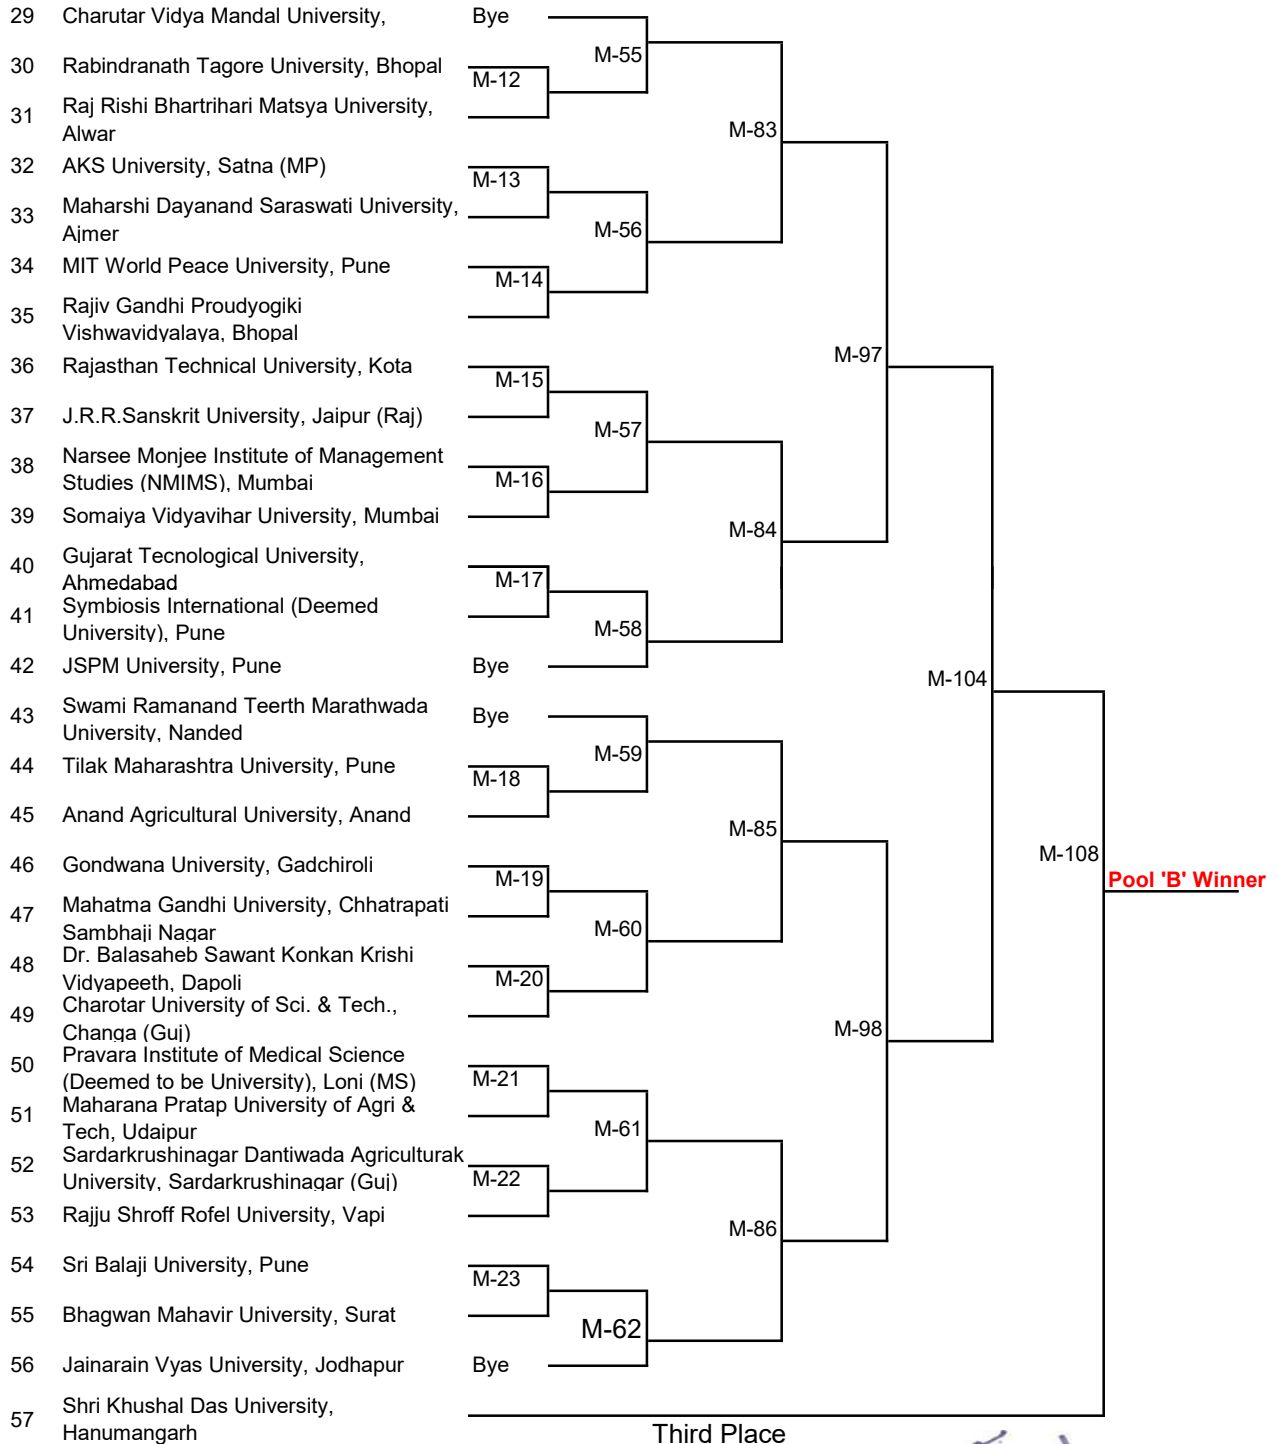 29 Charutar Vidya Mandal University, Bye
M-55
30 Rabindranath Tagore University, Bhopal
M-12
31 Raj Rishi Bhartrihari Matsya University,
Alwar
M-83
32 AKS University, Satna (MP)
M-13
33 Maharshi Dayanand Saraswati University,
Ajmer
M-56
34 MIT World Peace University, Pune
M-14
35 Rajiv Gandhi Proudyogiki
Vishwavidyalaya, Bhopal
M-97
36 Rajasthan Technical University, Kota
M-15
37 J.R.R.Sanskrit University, Jaipur (Raj)
M-57
38 Narsee Monjee Institute of Management
Studies (NMIMS), Mumbai
M-16
39 Somaiya Vidyavihar University, Mumbai
M-84
40 Gujarat Tecnological University,
Ahmedabad
M-17
41 Symbiosis International (Deemed
University), Pune
M-58
42 JSPM University, Pune Bye
M-104
43 Swami Ramanand Teerth Marathwada
University, Nanded
Bye
M-59
44 Tilak Maharashtra University, Pune
M-18
45 Anand Agricultural University, Anand
M-85
M-108
46 Gondwana University, Gadchiroli
M-19
Pool 'B' Winner
47 Mahatma Gandhi University, Chhatrapati
Sambhaji Nagar
M-60
48 Dr. Balasaheb Sawant Konkan Krishi
Vidyapeeth, Dapoli
M-20
49 Charotar University of Sci. & Tech.,
Changa (Guj)
M-98
50 Pravara Institute of Medical Science
(Deemed to be University), Loni (MS)
M-21
51 Maharana Pratap University of Agri &
Tech, Udaipur
M-61
52 Sardarkrushinagar Dantiwada Agriculturak
University, Sardarkrushinagar (Guj)
M-22
53 Rajju Shroff Rofel University, Vapi
M-86
54 Sri Balaji University, Pune
M-23
55 Bhagwan Mahavir University, Surat
M-62
56 Jainarain Vyas University, Jodhapur Bye
57 Shri Khushal Das University,
Hanumangarh
Third Place